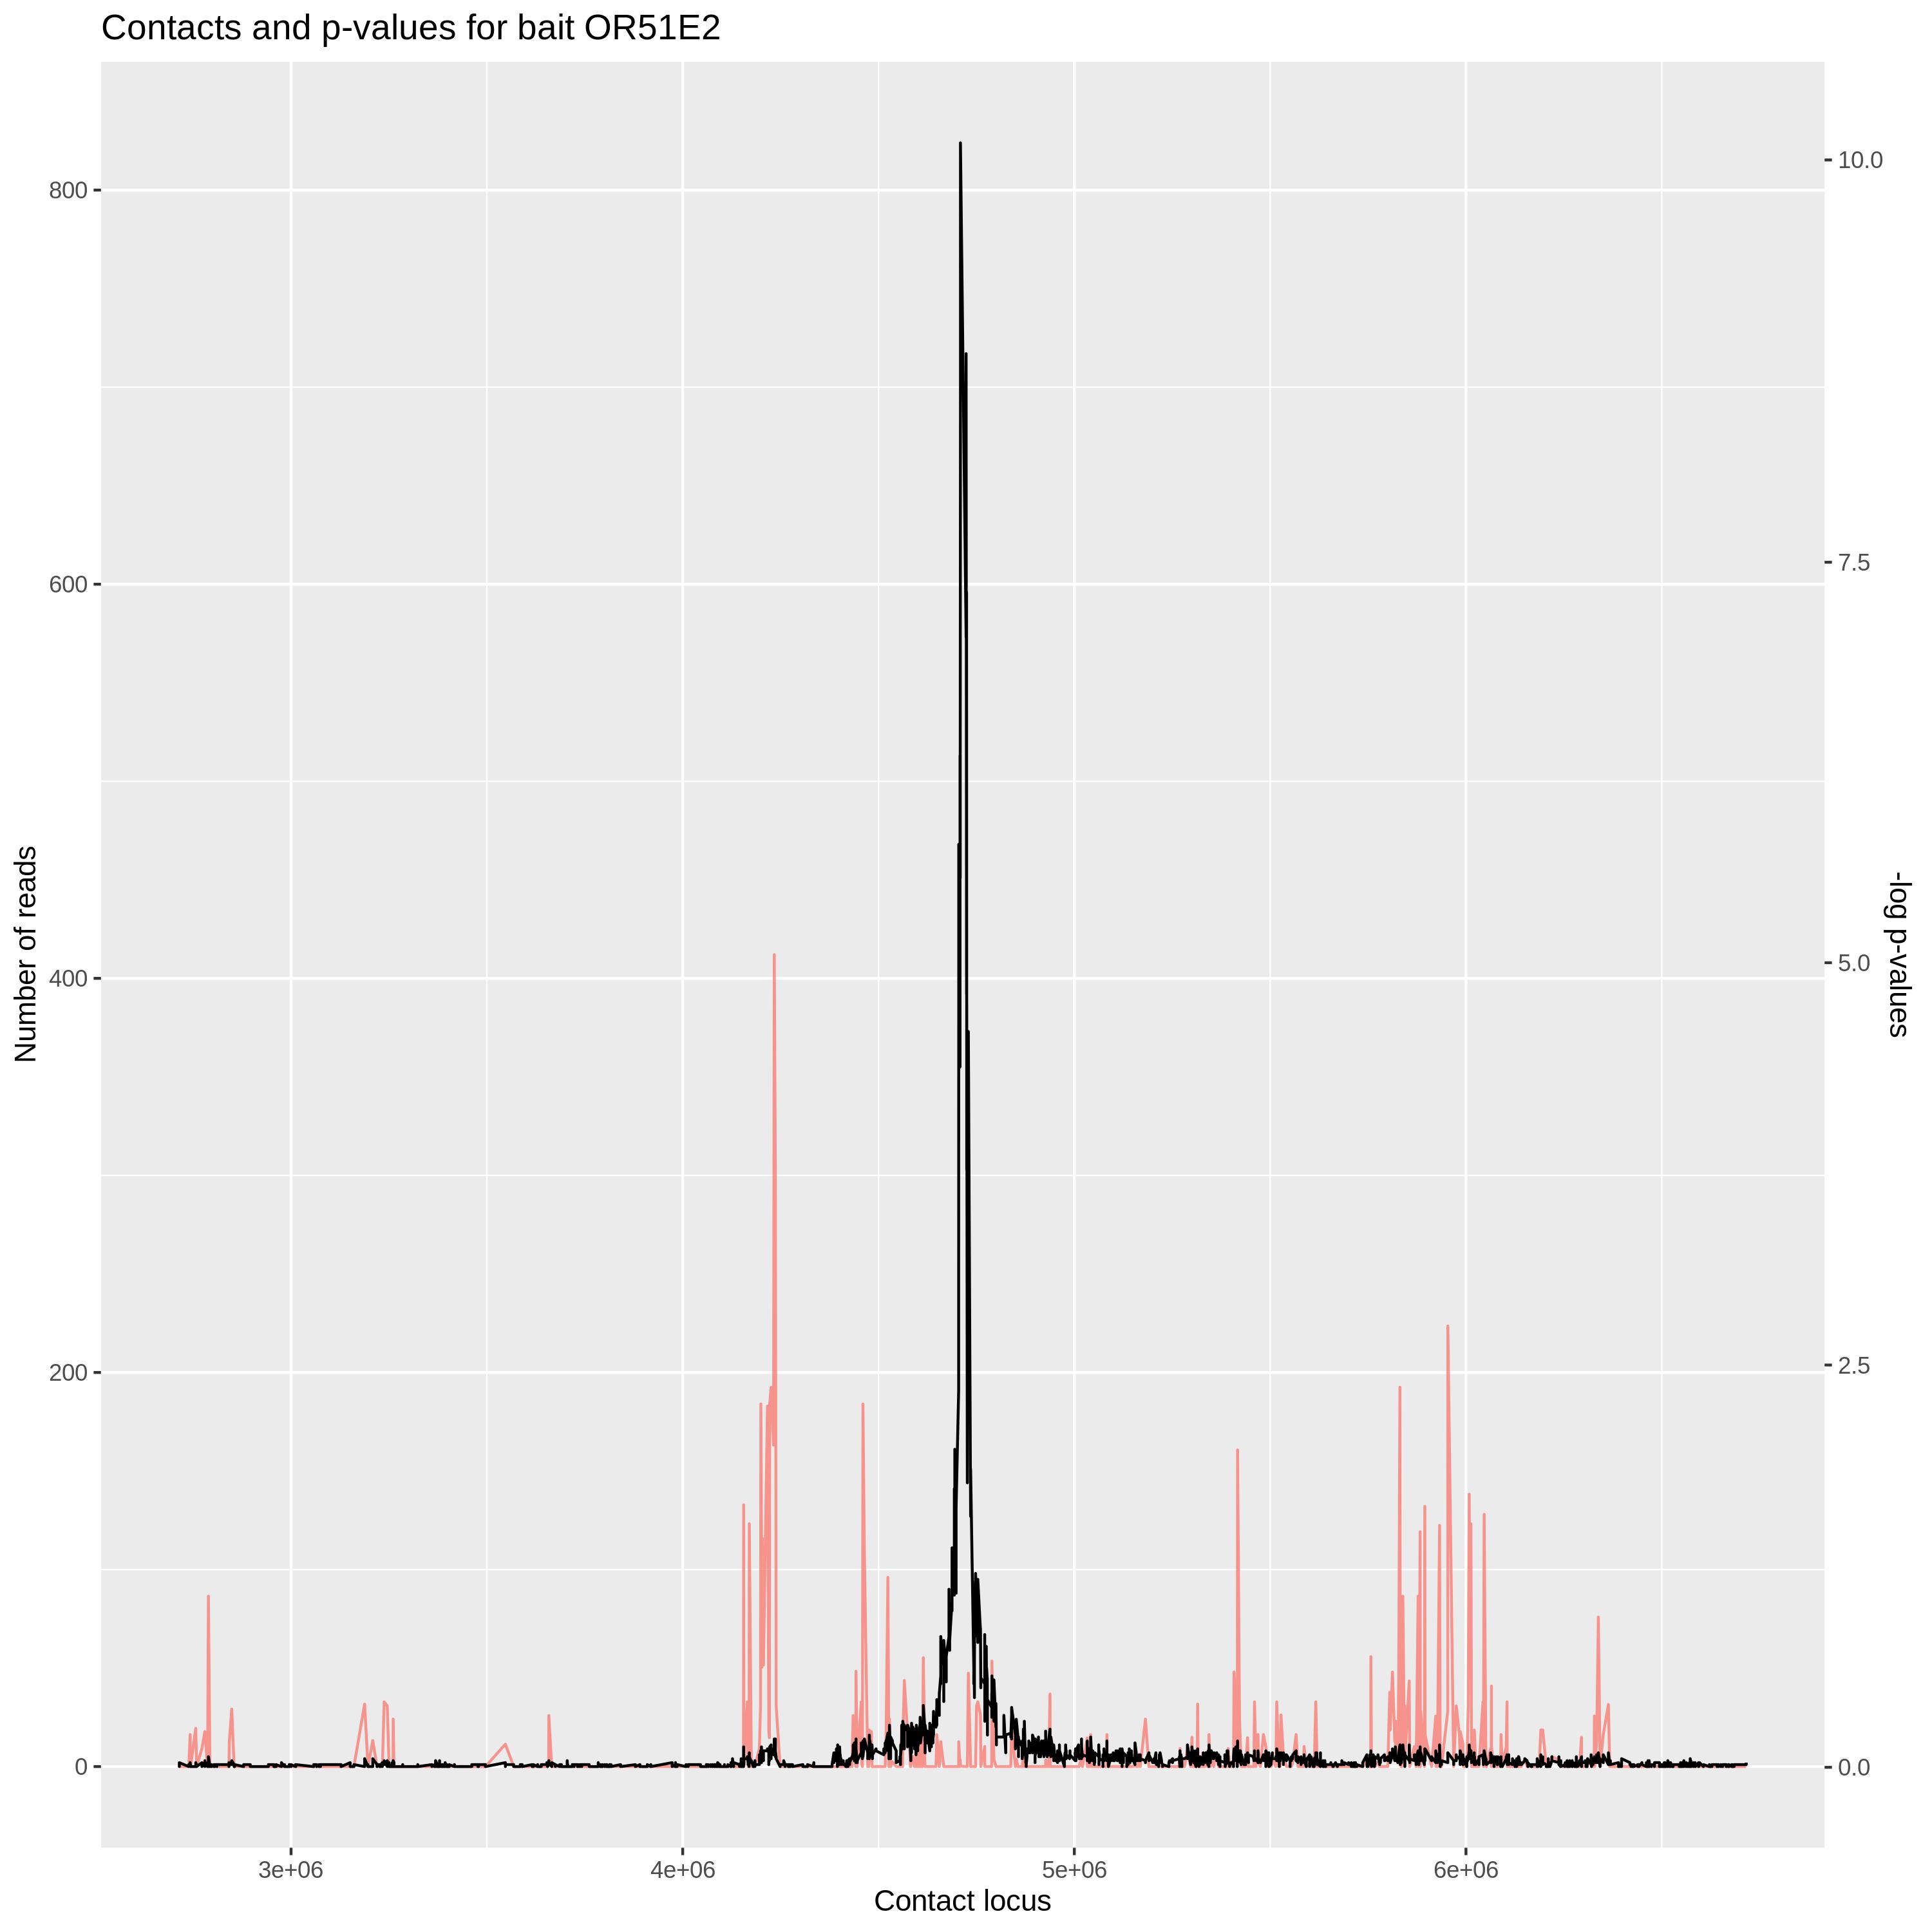 Contacts and p-values for bait OR51E2
Number of reads
800
600
400
200
0
10.0
7.5
5.0
2.5
0.0
-log p-values
3e+06
4e+06
5e+06
6e+06
Contact locus